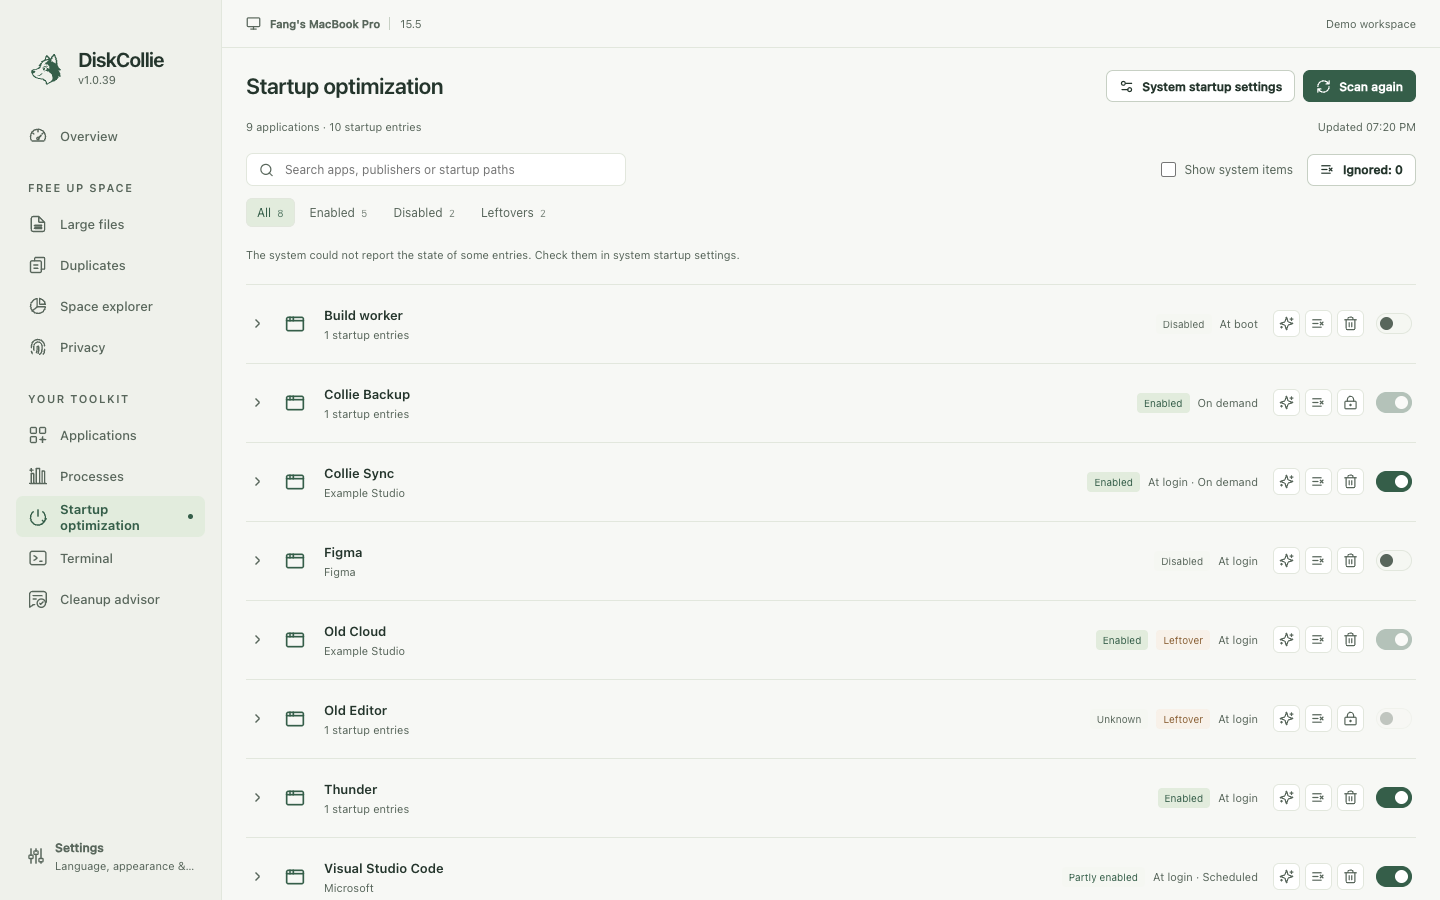 Fang's MacBook Pro
15.5
Demo workspace
DiskCollie
v1.0.39
Overview
FREE UP SPACE
Large files
Duplicates
Space explorer
Privacy
YOUR TOOLKIT
Applications
Processes
Startup
optimization
Terminal
Cleanup advisor
Settings
Language, appearance &...
Startup optimization
System startup settings
Scan again
9 applications · 10 startup entries
Updated 07:20 PM
Search apps, publishers or startup paths
Show system items
Ignored: 0
All 8
Enabled 5
Disabled 2
Leftovers 2
The system could not report the state of some entries. Check them in system startup settings.
Build worker
1 startup entries
Disabled
At boot
Collie Backup
1 startup entries
Enabled
On demand
Collie Sync
Example Studio
Enabled
At login · On demand
Figma
Figma
Disabled
At login
Old Cloud
Example Studio
Enabled
Leftover
At login
Old Editor
1 startup entries
Unknown
Leftover
At login
Thunder
1 startup entries
Enabled
At login
Visual Studio Code
Microsoft
Partly enabled
At login · Scheduled